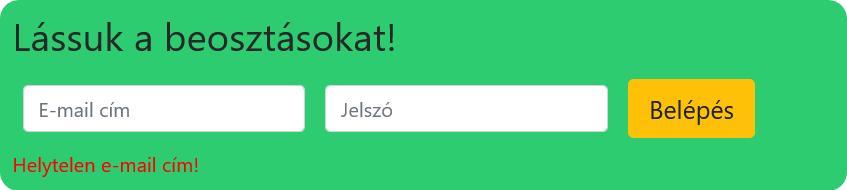 Lássuk a beosztásokat!
E-mail cím
Jelszó
Belépés
Helytelen e-mail cím!